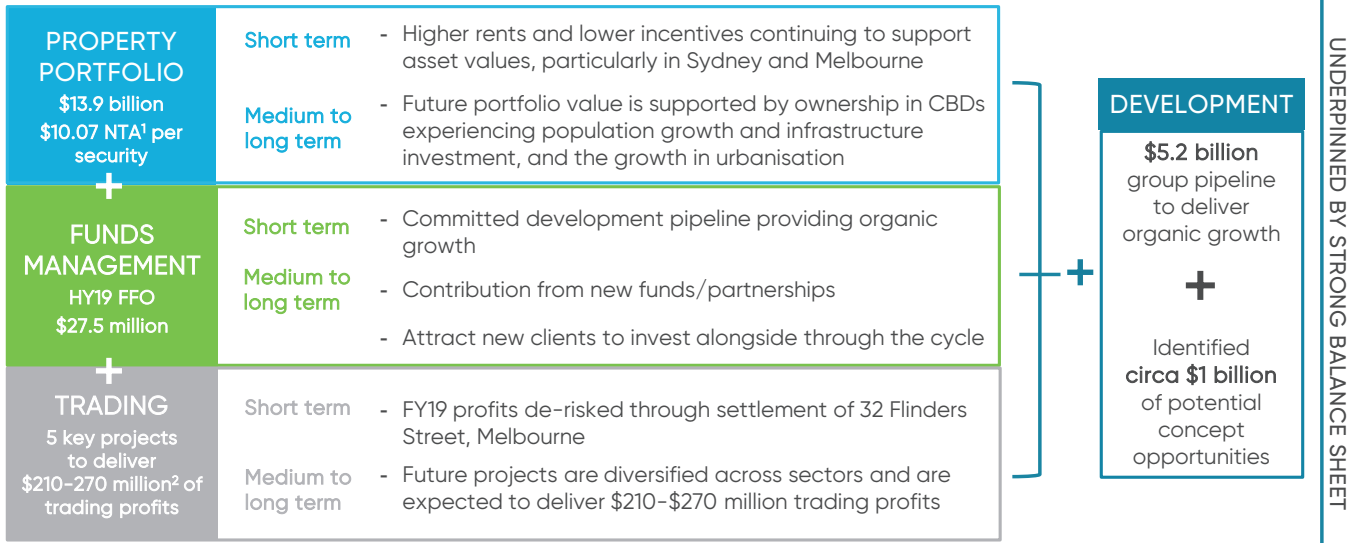 PROPERTY
PORTFOLIO
$13.9 billion
$10.07 NTA¹ per
security
Short term
- Higher rents and lower incentives continuing to support
asset values, particularly in Sydney and Melbourne
Medium to
long term
- Future portfolio value is supported by ownership in CBDs
experiencing population growth and infrastructure
investment, and the growth in urbanisation
+
FUNDS
MANAGEMENT
HY19 FFO
$27.5 million
Short term
- Committed development pipeline providing organic
growth
Medium to
long term
- Contribution from new funds/partnerships
- Attract new clients to invest alongside through the cycle
+
TRADING
5 key projects
to deliver
$210-270 million² of
trading profits
Short term
- FY19 profits de-risked through settlement of 32 Flinders
Street, Melbourne
Medium to
long term
- Future projects are diversified across sectors and are
expected to deliver $210-$270 million trading profits
+
DEVELOPMENT
$5.2 billion
group pipeline
to deliver
organic growth
+
Identified
circa $1 billion
of potential
concept
opportunities
UNDERPINNED BY STRONG BALANCE SHEET